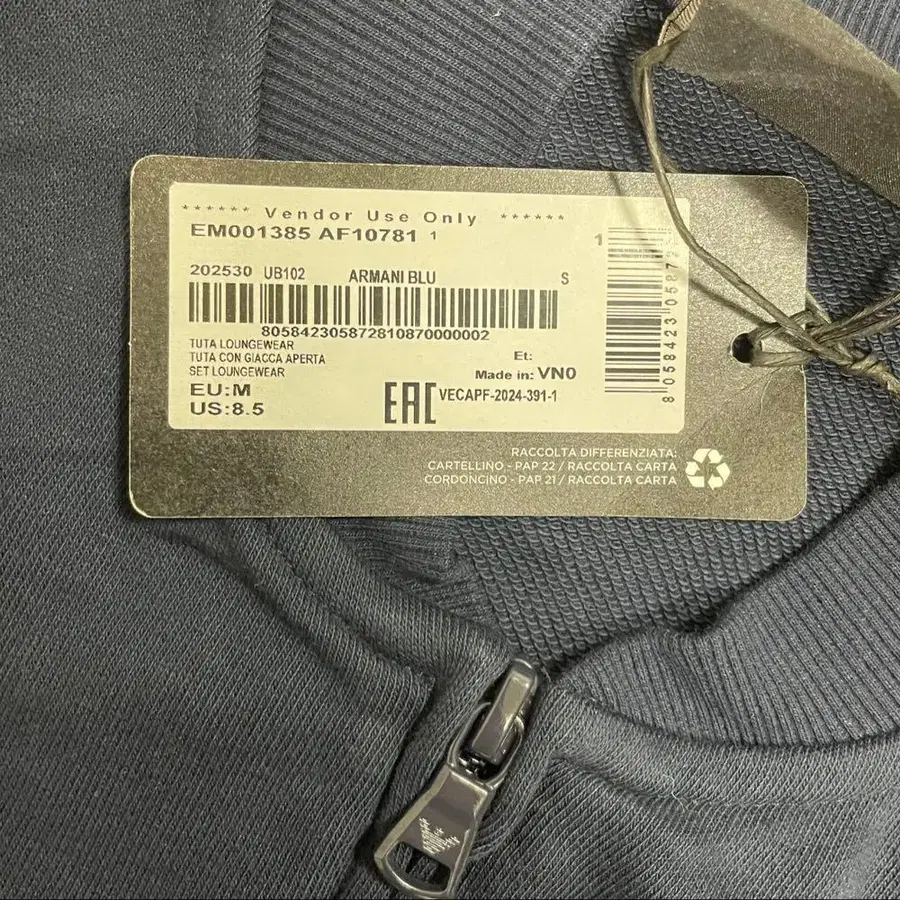 ****** Vendor Use Only ******
EM001385 AF10781 1
202530 UB102 ARMANI BLU S
805842305872810870000002
TUTA LOUNGEWEAR
TUTA CON GIACCA APERTA
SET LOUNGEWEAR
Et:
Made in: VN0
EU:M
US:8.5
EAC VECAPF-2024-391-1
1
RACCOLTA DIFFERENZIATA:
CARTELLINO - PAP 22 / RACCOLTA CARTA
CORDONCINO - PAP 21 / RACCOLTA CARTA